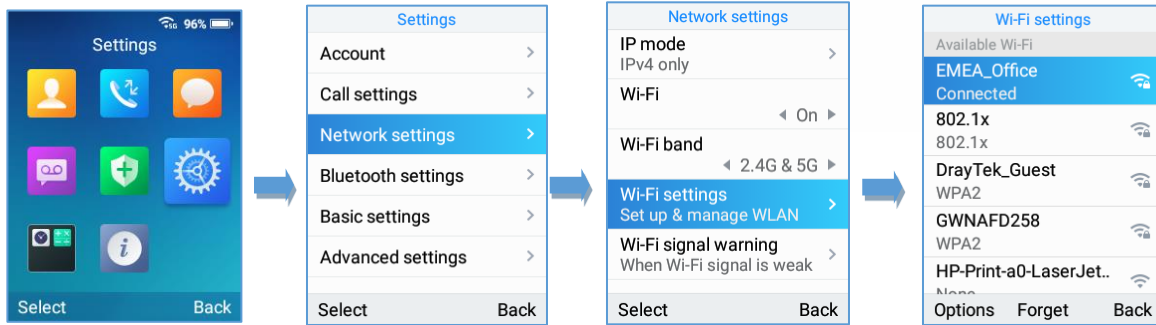 5G 96%
Settings
Select Back
Settings
Account
Call settings
Network settings
Bluetooth settings
Basic settings
Advanced settings
Select Back
Network settings
IP mode
IPv4 only
Wi-Fi
On
Wi-Fi band
2.4G & 5G
Wi-Fi settings
Set up & manage WLAN
Wi-Fi signal warning
When Wi-Fi signal is weak
Select Back
Wi-Fi settings
Available Wi-Fi
EMEA_Office
Connected
802.1x
802.1x
DrayTek_Guest
WPA2
GWNAFD258
WPA2
HP-Print-a0-LaserJet..
None
Options Forget Back